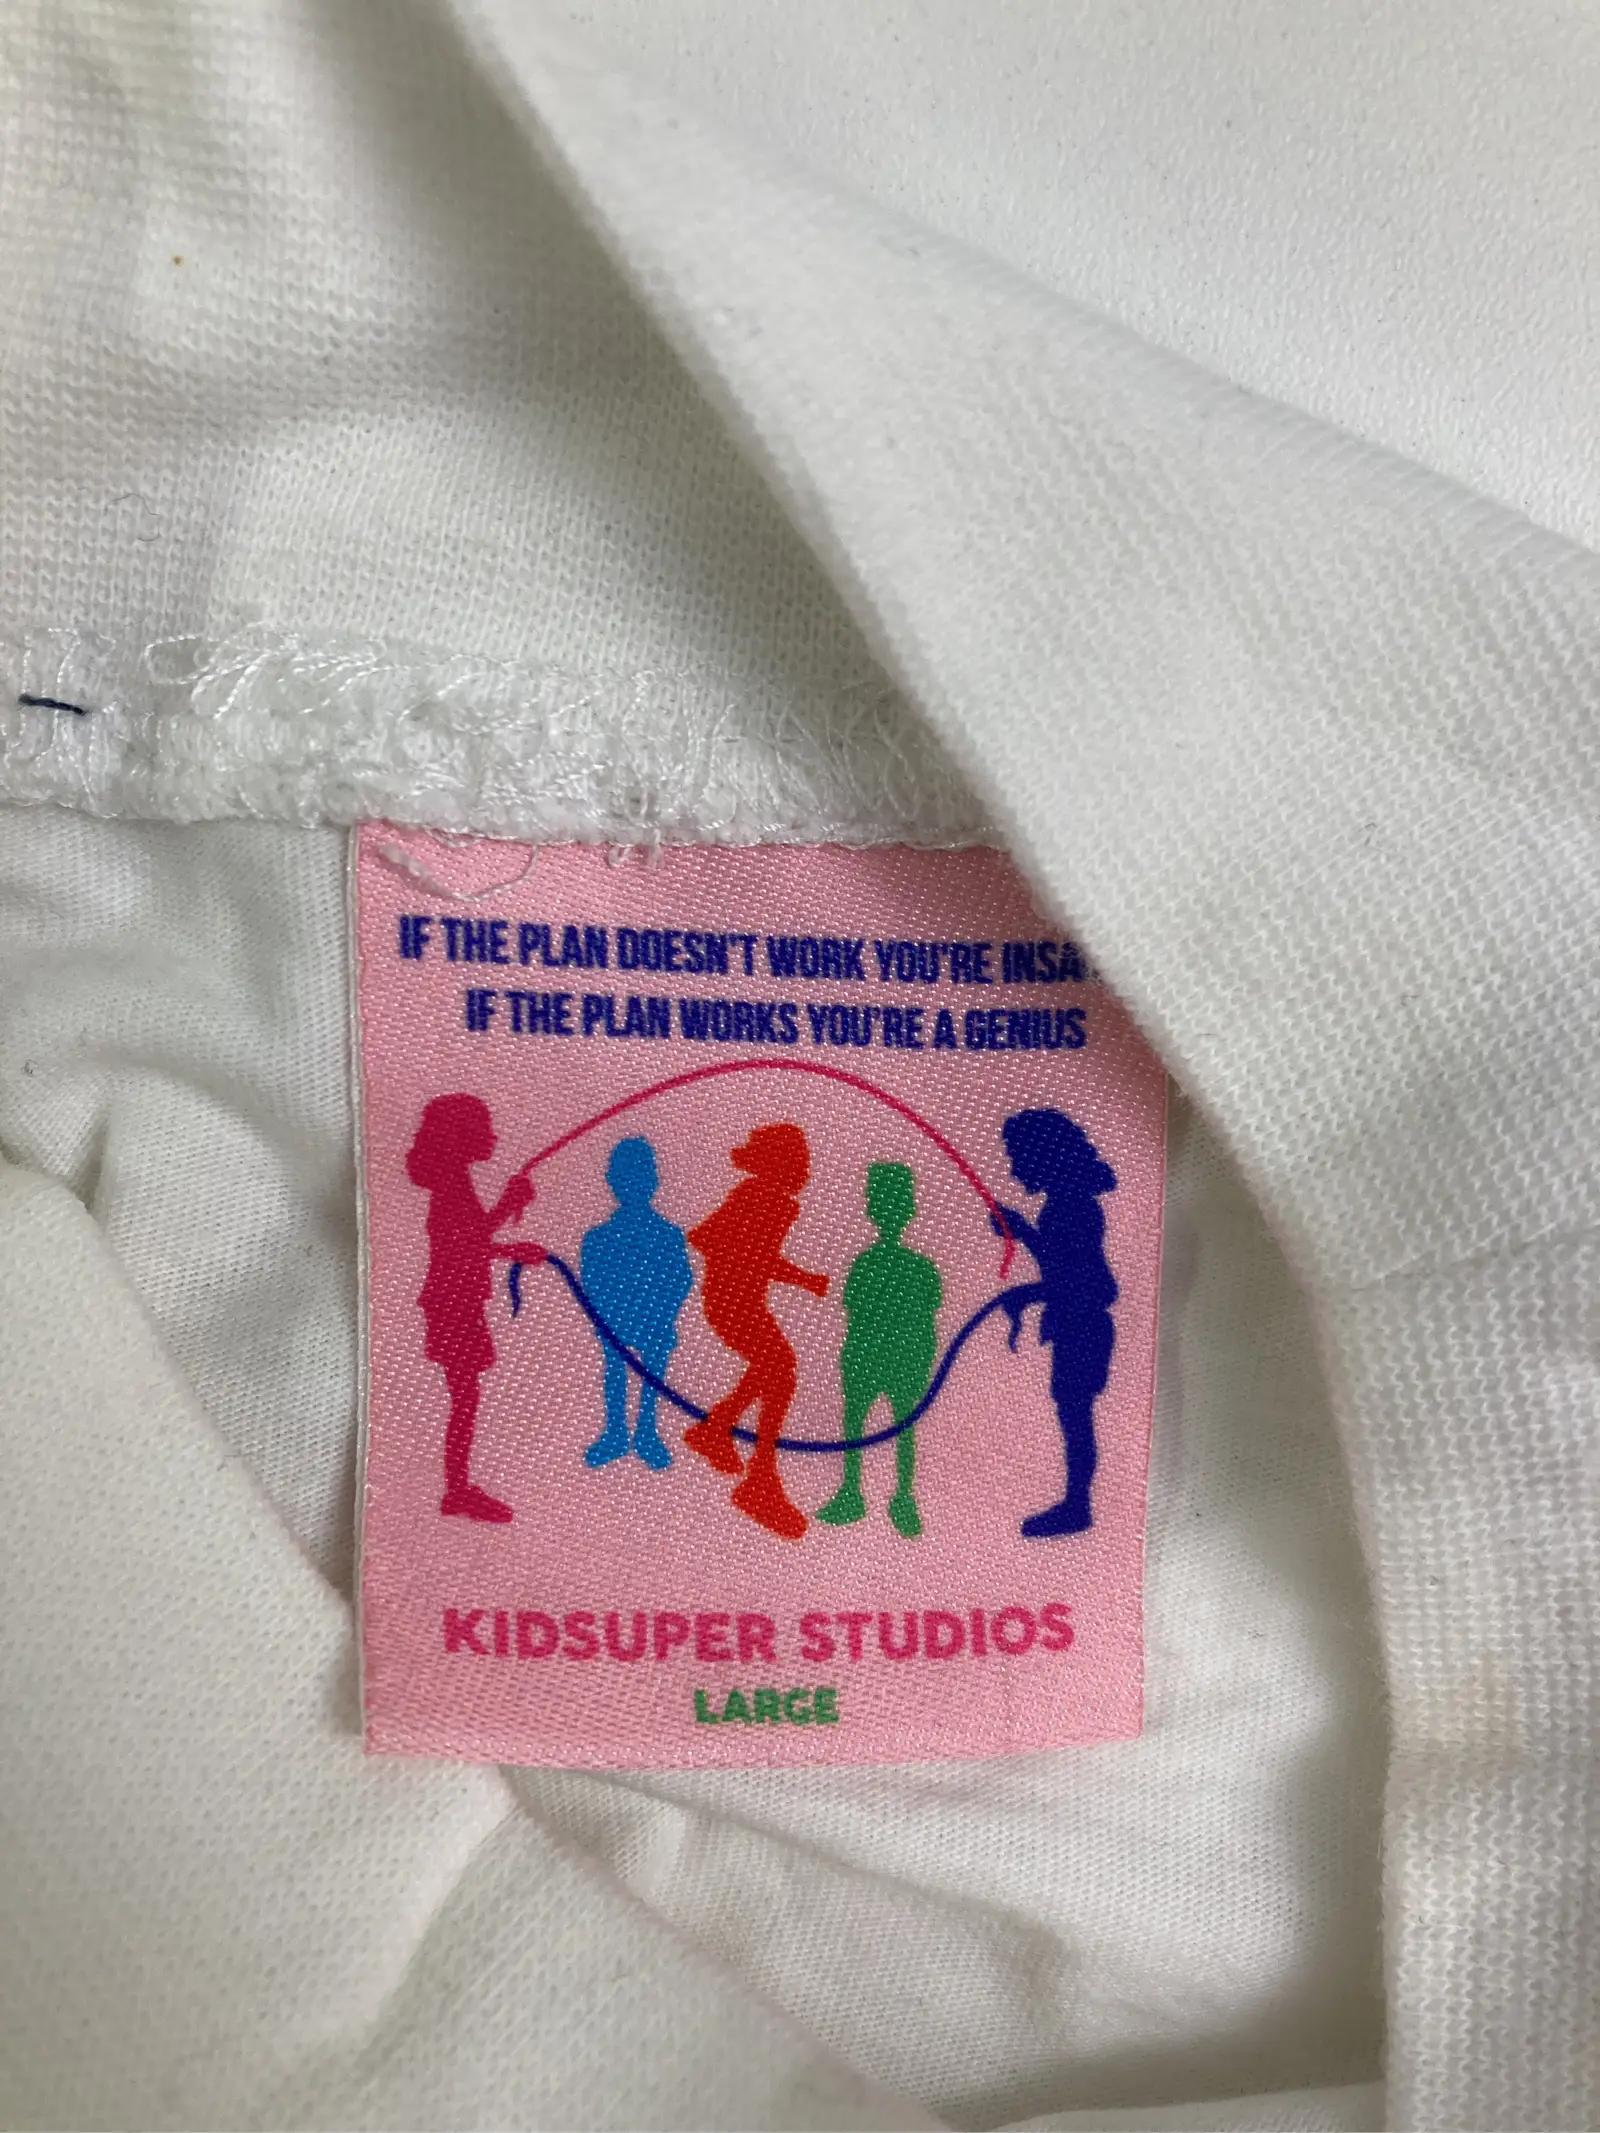 IF THE PLAN DOESN'T WORK YOU'RE
IF THE PLAN WORKS YOU'RE A GENIUS
KIDSUPER STUDIOS
LARGE